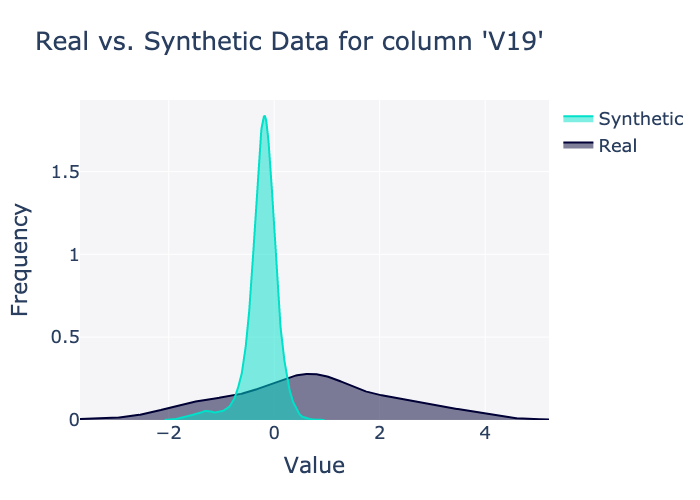 Real vs. Synthetic Data for column 'V19'
Synthetic
Real
Frequency
1.5
1
0.5
0
−2
0
2
4
Value